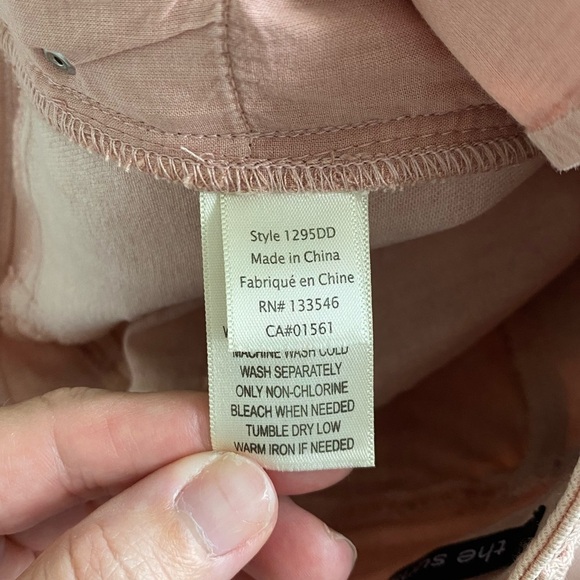 Style 1295DD
Made in China
Fabriqué en Chine
RN# 133546
CA#01561
MACHINE WASH COLD
WASH SEPARATELY
ONLY NON-CHLORINE
BLEACH WHEN NEEDED
TUMBLE DRY LOW
WARM IRON IF NEEDED
the